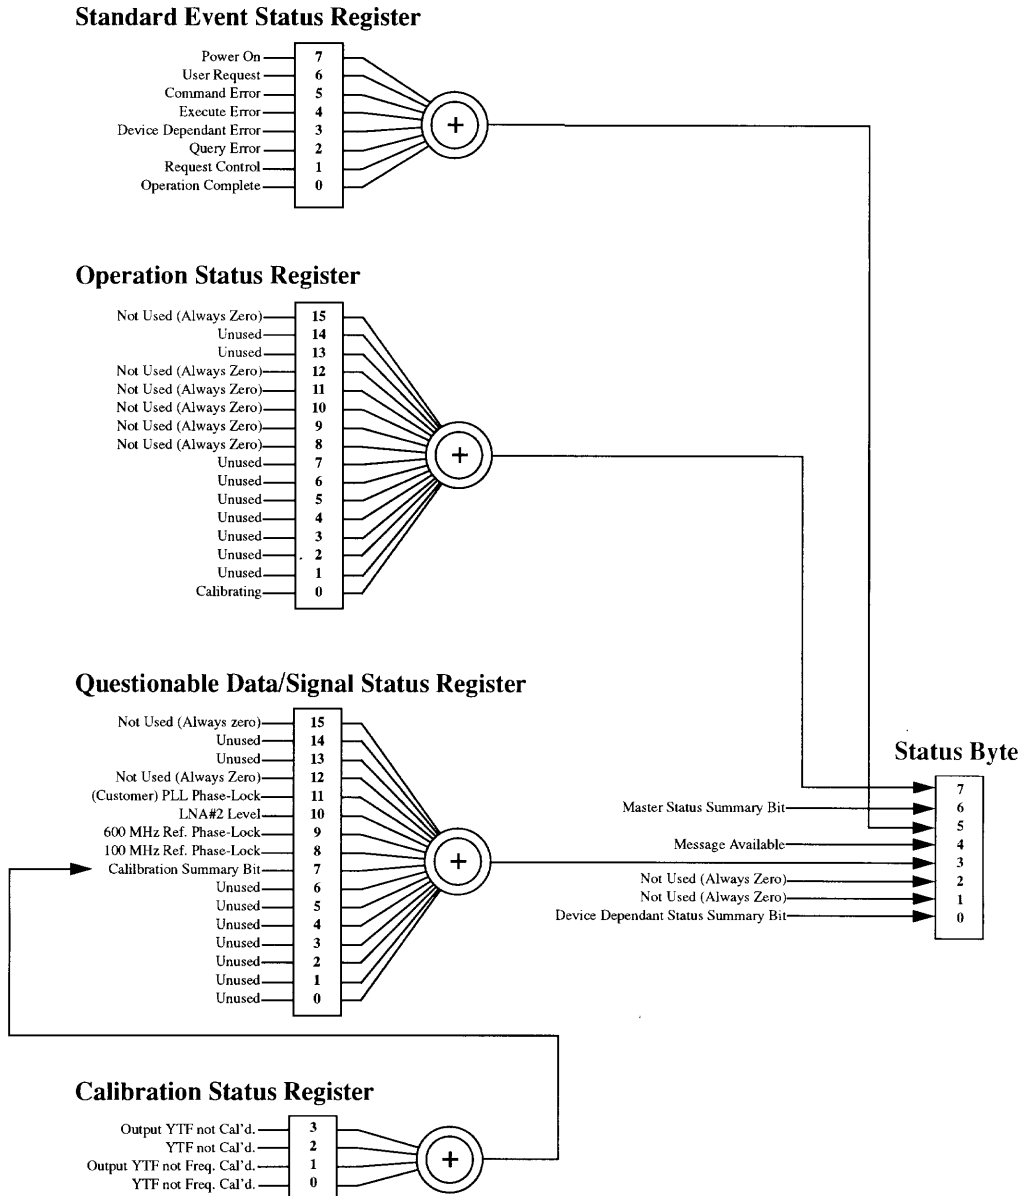 Standard Event Status Register
Power On 7
User Request 6
Command Error 5
Execute Error 4
Device Dependant Error 3
Query Error 2
Request Control 1
Operation Complete 0
+
Operation Status Register
Not Used (Always Zero) 15
Unused 14
Unused 13
Not Used (Always Zero) 12
Not Used (Always Zero) 11
Not Used (Always Zero) 10
Not Used (Always Zero) 9
Not Used (Always Zero) 8
Unused 7
Unused 6
Unused 5
Unused 4
Unused 3
Unused 2
Unused 1
Calibrating 0
+
Questionable Data/Signal Status Register
Not Used (Always zero) 15
Unused 14
Unused 13
Not Used (Always Zero) 12
(Customer) PLL Phase-Lock 11
LNA#2 Level 10
600 MHz Ref. Phase-Lock 9
100 MHz Ref. Phase-Lock 8
Calilbration Summary Bit 7
Unused 6
Unused 5
Unused 4
Unused 3
Unused 2
Unused 1
Unused 0
+
Status Byte
7
Master Status Summary Bit 6
5
Message Available 4
3
Not Used (Always Zero) 2
Not Used (Always Zero) 1
Device Dependant Status Summary Bit 0
Calibration Status Register
Output YTF not Cal'd. 3
YTF not Cal'd. 2
Output YTF not Freq. Cal'd. 1
YTF not Freq. Cal'd. 0
+